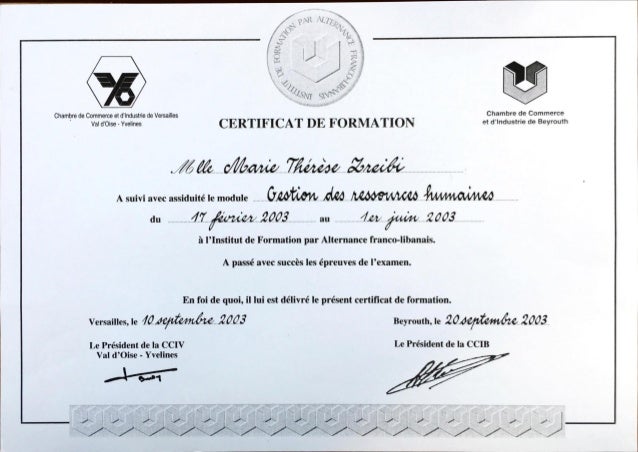 INSTITUT DE FORMATION PAR ALTERNANCE FRANCO-LIBANAIS
Chambre de Commerce et d'Industrie de Versailles
Val d'Oise - Yvelines
Chambre de Commerce
et d'Industrie de Beyrouth
CERTIFICAT DE FORMATION
Mlle Marie Thérèse Zreibi
A suivi avec assiduité le module Gestion des ressources humaines
du 17 février 2003 au 1er juin 2003
à l'Institut de Formation par Alternance franco-libanais.
A passé avec succès les épreuves de l'examen.
En foi de quoi, il lui est délivré le présent certificat de formation.
Versailles, le 10 septembre 2003
Beyrouth, le 20 septembre 2003
Le Président de la CCIV
Val d'Oise - Yvelines
Le Président de la CCIB